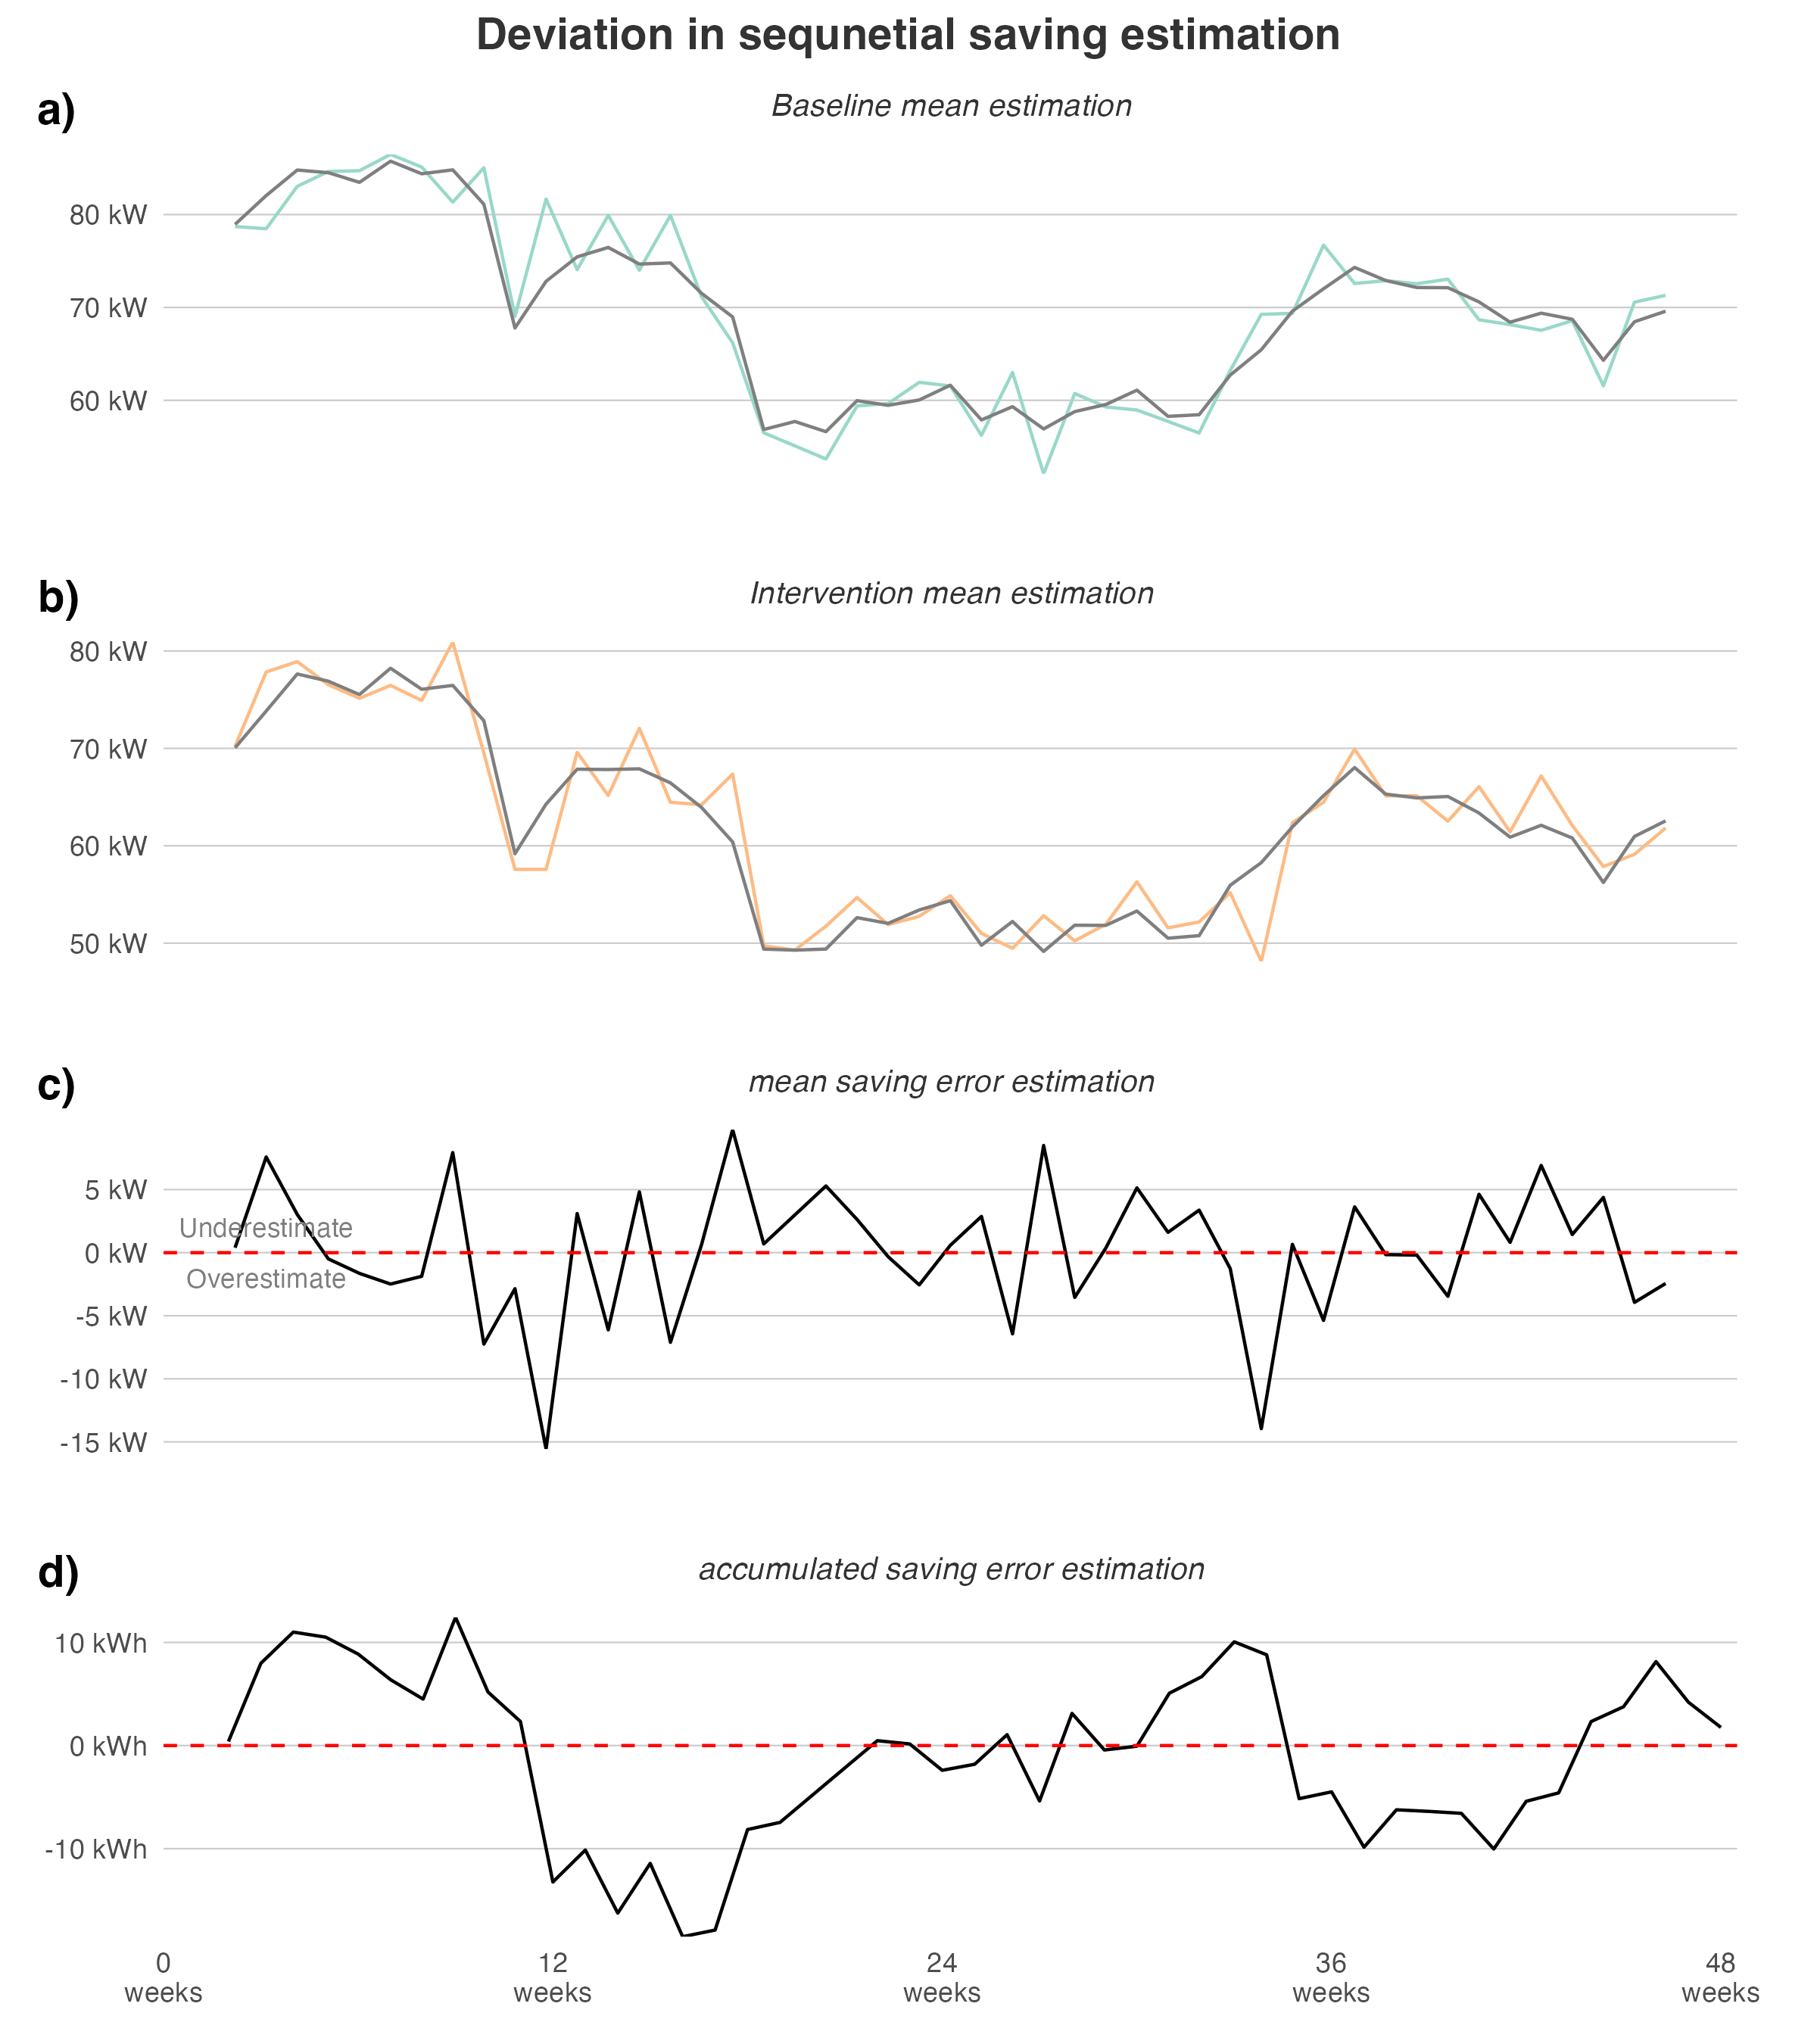 Deviation in sequnetial saving estimation
a)
Baseline mean estimation
80 kW
70 kW
60 kW
b)
Intervention mean estimation
80 kW
70 kW
60 kW
50 kW
c)
mean saving error estimation
5 kW
Underestimate
0 kW
Overestimate
-5 kW
-10 kW
-15 kW
d)
accumulated saving error estimation
10 kWh
0 kWh
-10 kWh
0 12 24 36 48
weeks weeks weeks weeks weeks